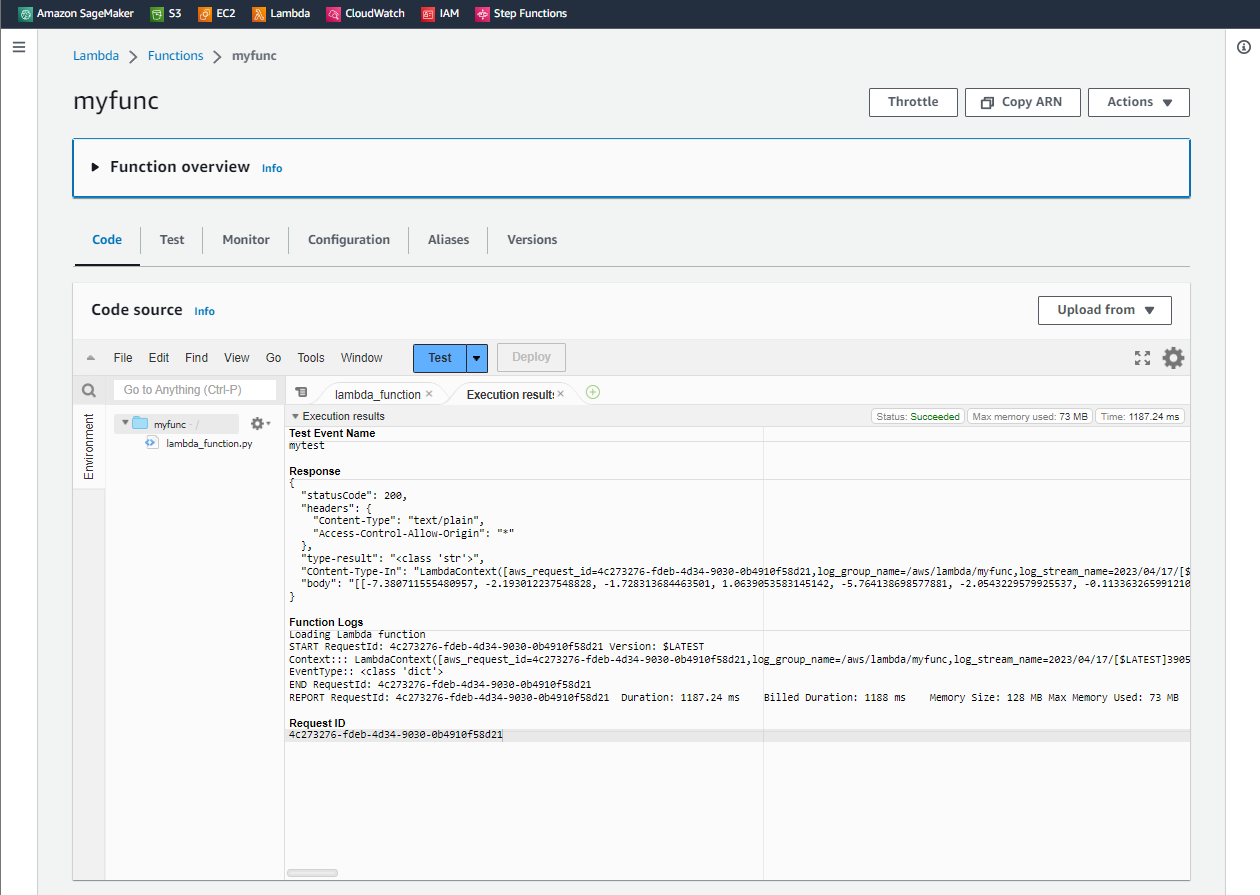 Amazon SageMaker S3 EC2 Lambda CloudWatch IAM Step Functions
Lambda Functions myfunc
myfunc
Throttle Copy ARN Actions
Function overview Info
Code Test Monitor Configuration Aliases Versions
Code source Info
Upload from
File Edit Find View Go Tools Window Test Deploy
Go to Anything (Ctrl-P)
lambda_function × Execution results ×
Environment
myfunc - /
lambda_function.py
Execution results
Status: Succeeded Max memory used: 73 MB Time: 1187.24 ms
Test Event Name
mytest
Response
{
"statusCode": 200,
"headers": {
"Content-Type": "text/plain",
"Access-Control-Allow-Origin": "*"
},
"type-result": "<class 'str'>",
"COntent-Type-In": "LambdaContext([aws_request_id=4c273276-fdeb-4d34-9030-0b4910f58d21,log_group_name=/aws/lambda/myfunc,log_stream_name=2023/04/17/[$
"body": "[[-7.380711555480957, -2.193012237548828, -1.728313684463501, 1.0639053583145142, -5.764138698577881, -2.0543229579925537, -0.113363265991210
}
Function Logs
Loading Lambda function
START RequestId: 4c273276-fdeb-4d34-9030-0b4910f58d21 Version: $LATEST
Context::: LambdaContext([aws_request_id=4c273276-fdeb-4d34-9030-0b4910f58d21,log_group_name=/aws/lambda/myfunc,log_stream_name=2023/04/17/[$LATEST]3905
EventType:: <class 'dict'>
END RequestId: 4c273276-fdeb-4d34-9030-0b4910f58d21
REPORT RequestId: 4c273276-fdeb-4d34-9030-0b4910f58d21 Duration: 1187.24 ms Billed Duration: 1188 ms Memory Size: 128 MB Max Memory Used: 73 MB
Request ID
4c273276-fdeb-4d34-9030-0b4910f58d21